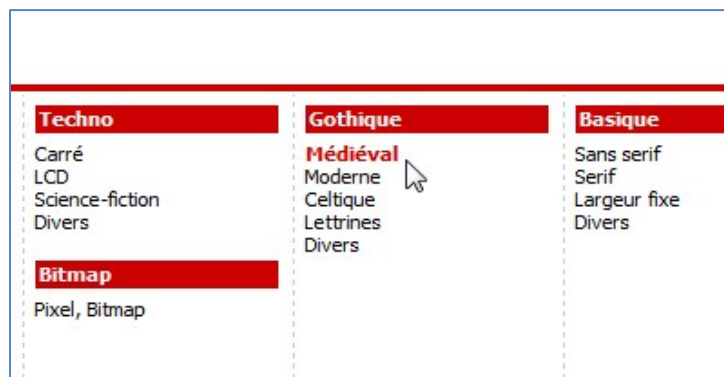 Techno
Carré
LCD
Science-fiction
Divers
Bitmap
Pixel, Bitmap
Gothique
Médiéval
Moderne
Celtique
Lettrines
Divers
Basique
Sans serif
Serif
Largeur fixe
Divers